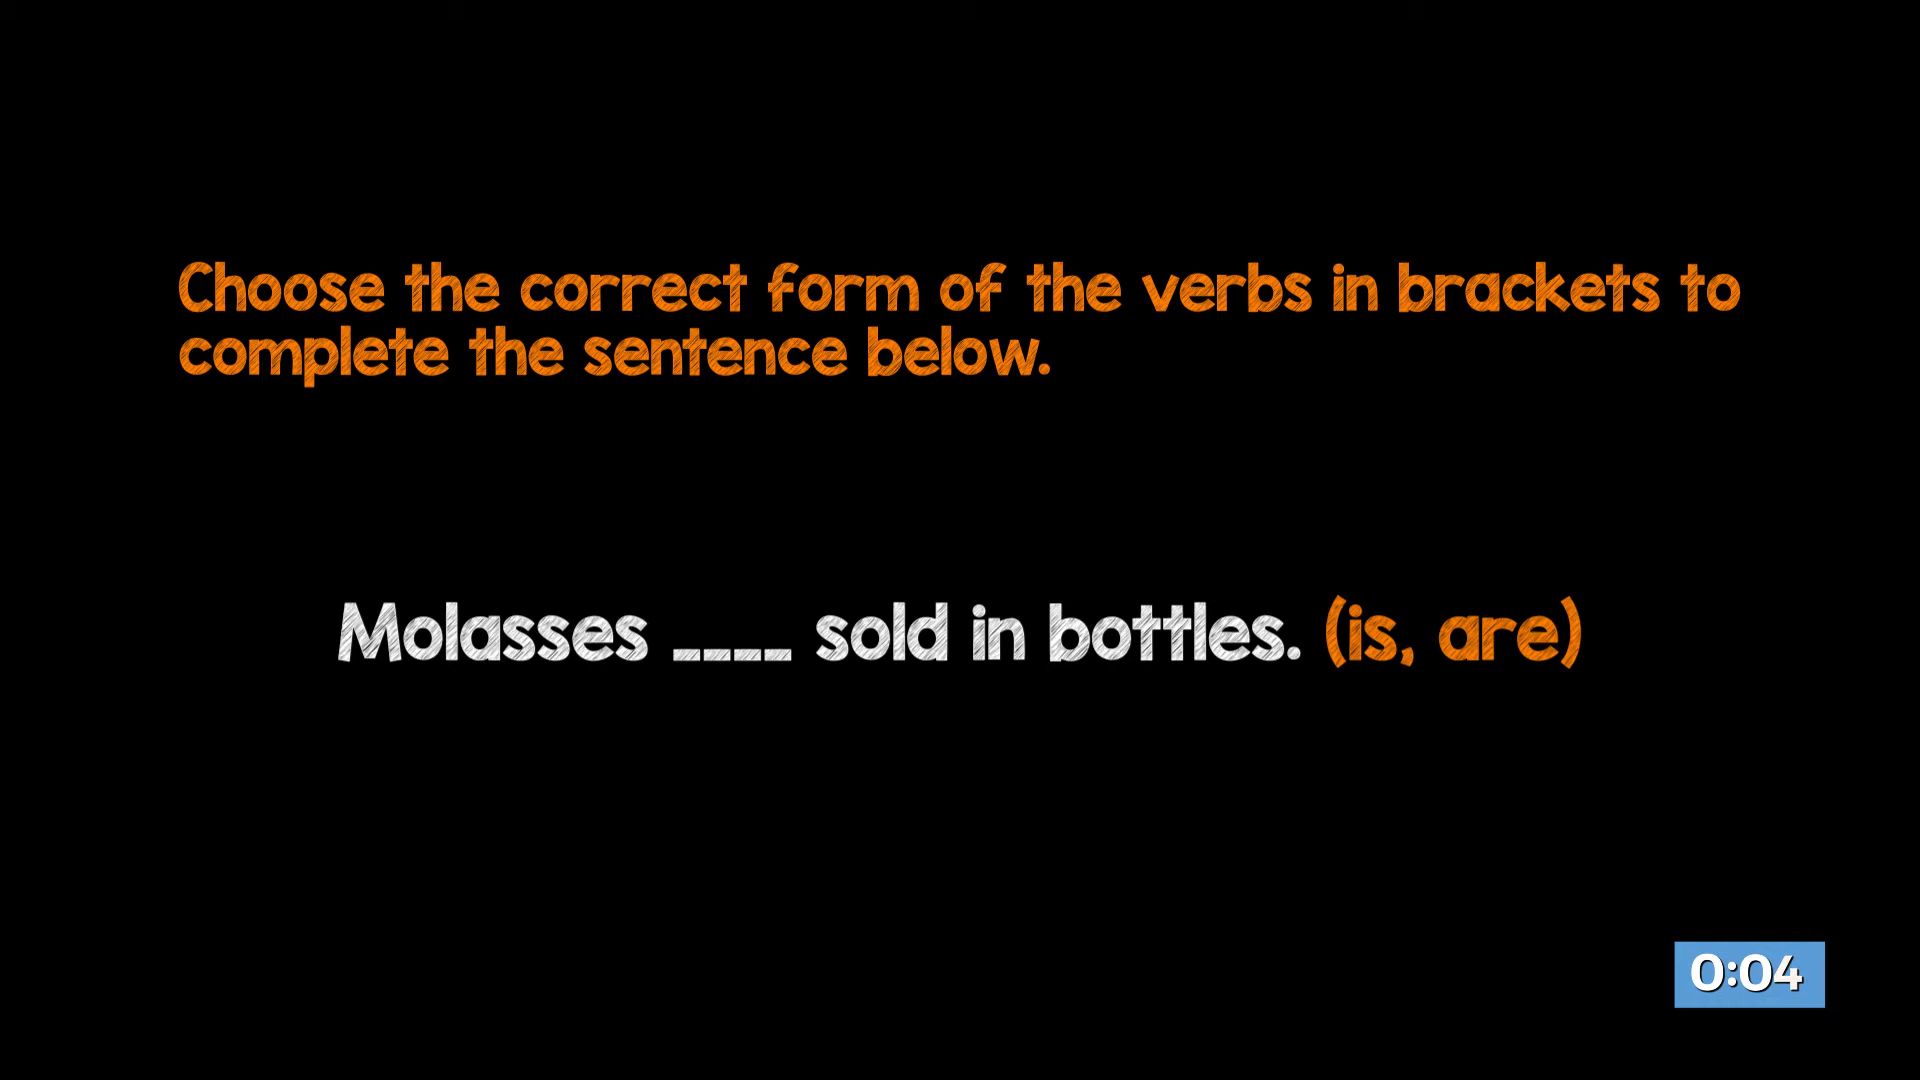 Choose the correct form of the verbs in brackets to
complete the sentence below.
Molasses ____ sold in bottles. (is, are)
0:04